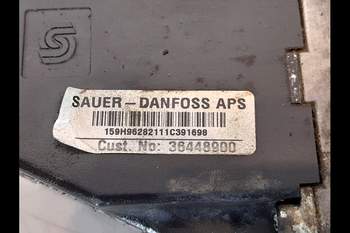 SAUER-DANFOSS APS
159H96282111C391698
Cust. No: 36448900